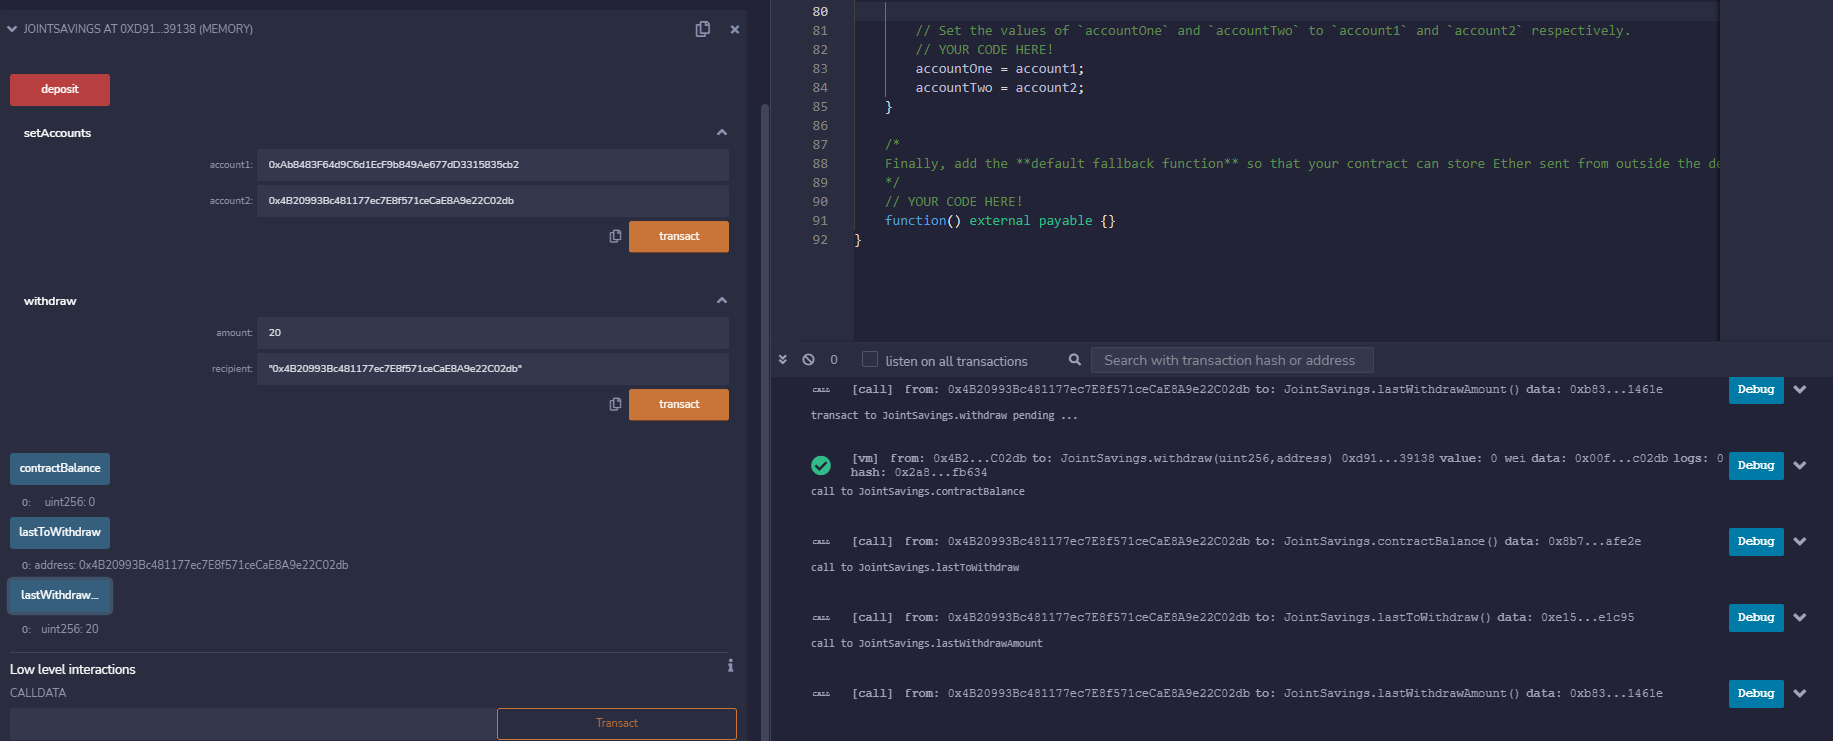 JOINTSAVINGS AT 0XD91...39138 (MEMORY)
deposit
setAccounts
account1: 0xAb8483F64d9C6d1EcF9b849Ae677dD3315835cb2
account2: 0x4B20993Bc481177ec7E8f571ceCaE8A9e22C02db
transact
withdraw
amount: 20
recipient: "0x4B20993Bc481177ec7E8f571ceCaE8A9e22C02db"
transact
contractBalance
0: uint256: 0
lastToWithdraw
0: address: 0x4B20993Bc481177ec7E8f571ceCaE8A9e22C02db
lastWithdraw...
0: uint256: 20
Low level interactions
CALLDATA
Transact
80
81 // Set the values of `accountOne` and `accountTwo` to `account1` and `account2` respectively.
82 // YOUR CODE HERE!
83 accountOne = account1;
84 accountTwo = account2;
85 }
86
87 /*
88 Finally, add the **default fallback function** so that your contract can store Ether sent from outside the de
89 */
90 // YOUR CODE HERE!
91 function() external payable {}
92 }
0 listen on all transactions Search with transaction hash or address
CALL [call] from: 0x4B20993Bc481177ec7E8f571ceCaE8A9e22C02db to: JointSavings.lastWithdrawAmount() data: 0xb83...1461e Debug
transact to JointSavings.withdraw pending ...
[vm] from: 0x4B2...C02db to: JointSavings.withdraw(uint256,address) 0xd91...39138 value: 0 wei data: 0x00f...c02db logs: 0 Debug
hash: 0x2a8...fb634
call to JointSavings.contractBalance
CALL [call] from: 0x4B20993Bc481177ec7E8f571ceCaE8A9e22C02db to: JointSavings.contractBalance() data: 0x8b7...afe2e Debug
call to JointSavings.lastToWithdraw
CALL [call] from: 0x4B20993Bc481177ec7E8f571ceCaE8A9e22C02db to: JointSavings.lastToWithdraw() data: 0xe15...e1c95 Debug
call to JointSavings.lastWithdrawAmount
CALL [call] from: 0x4B20993Bc481177ec7E8f571ceCaE8A9e22C02db to: JointSavings.lastWithdrawAmount() data: 0xb83...1461e Debug